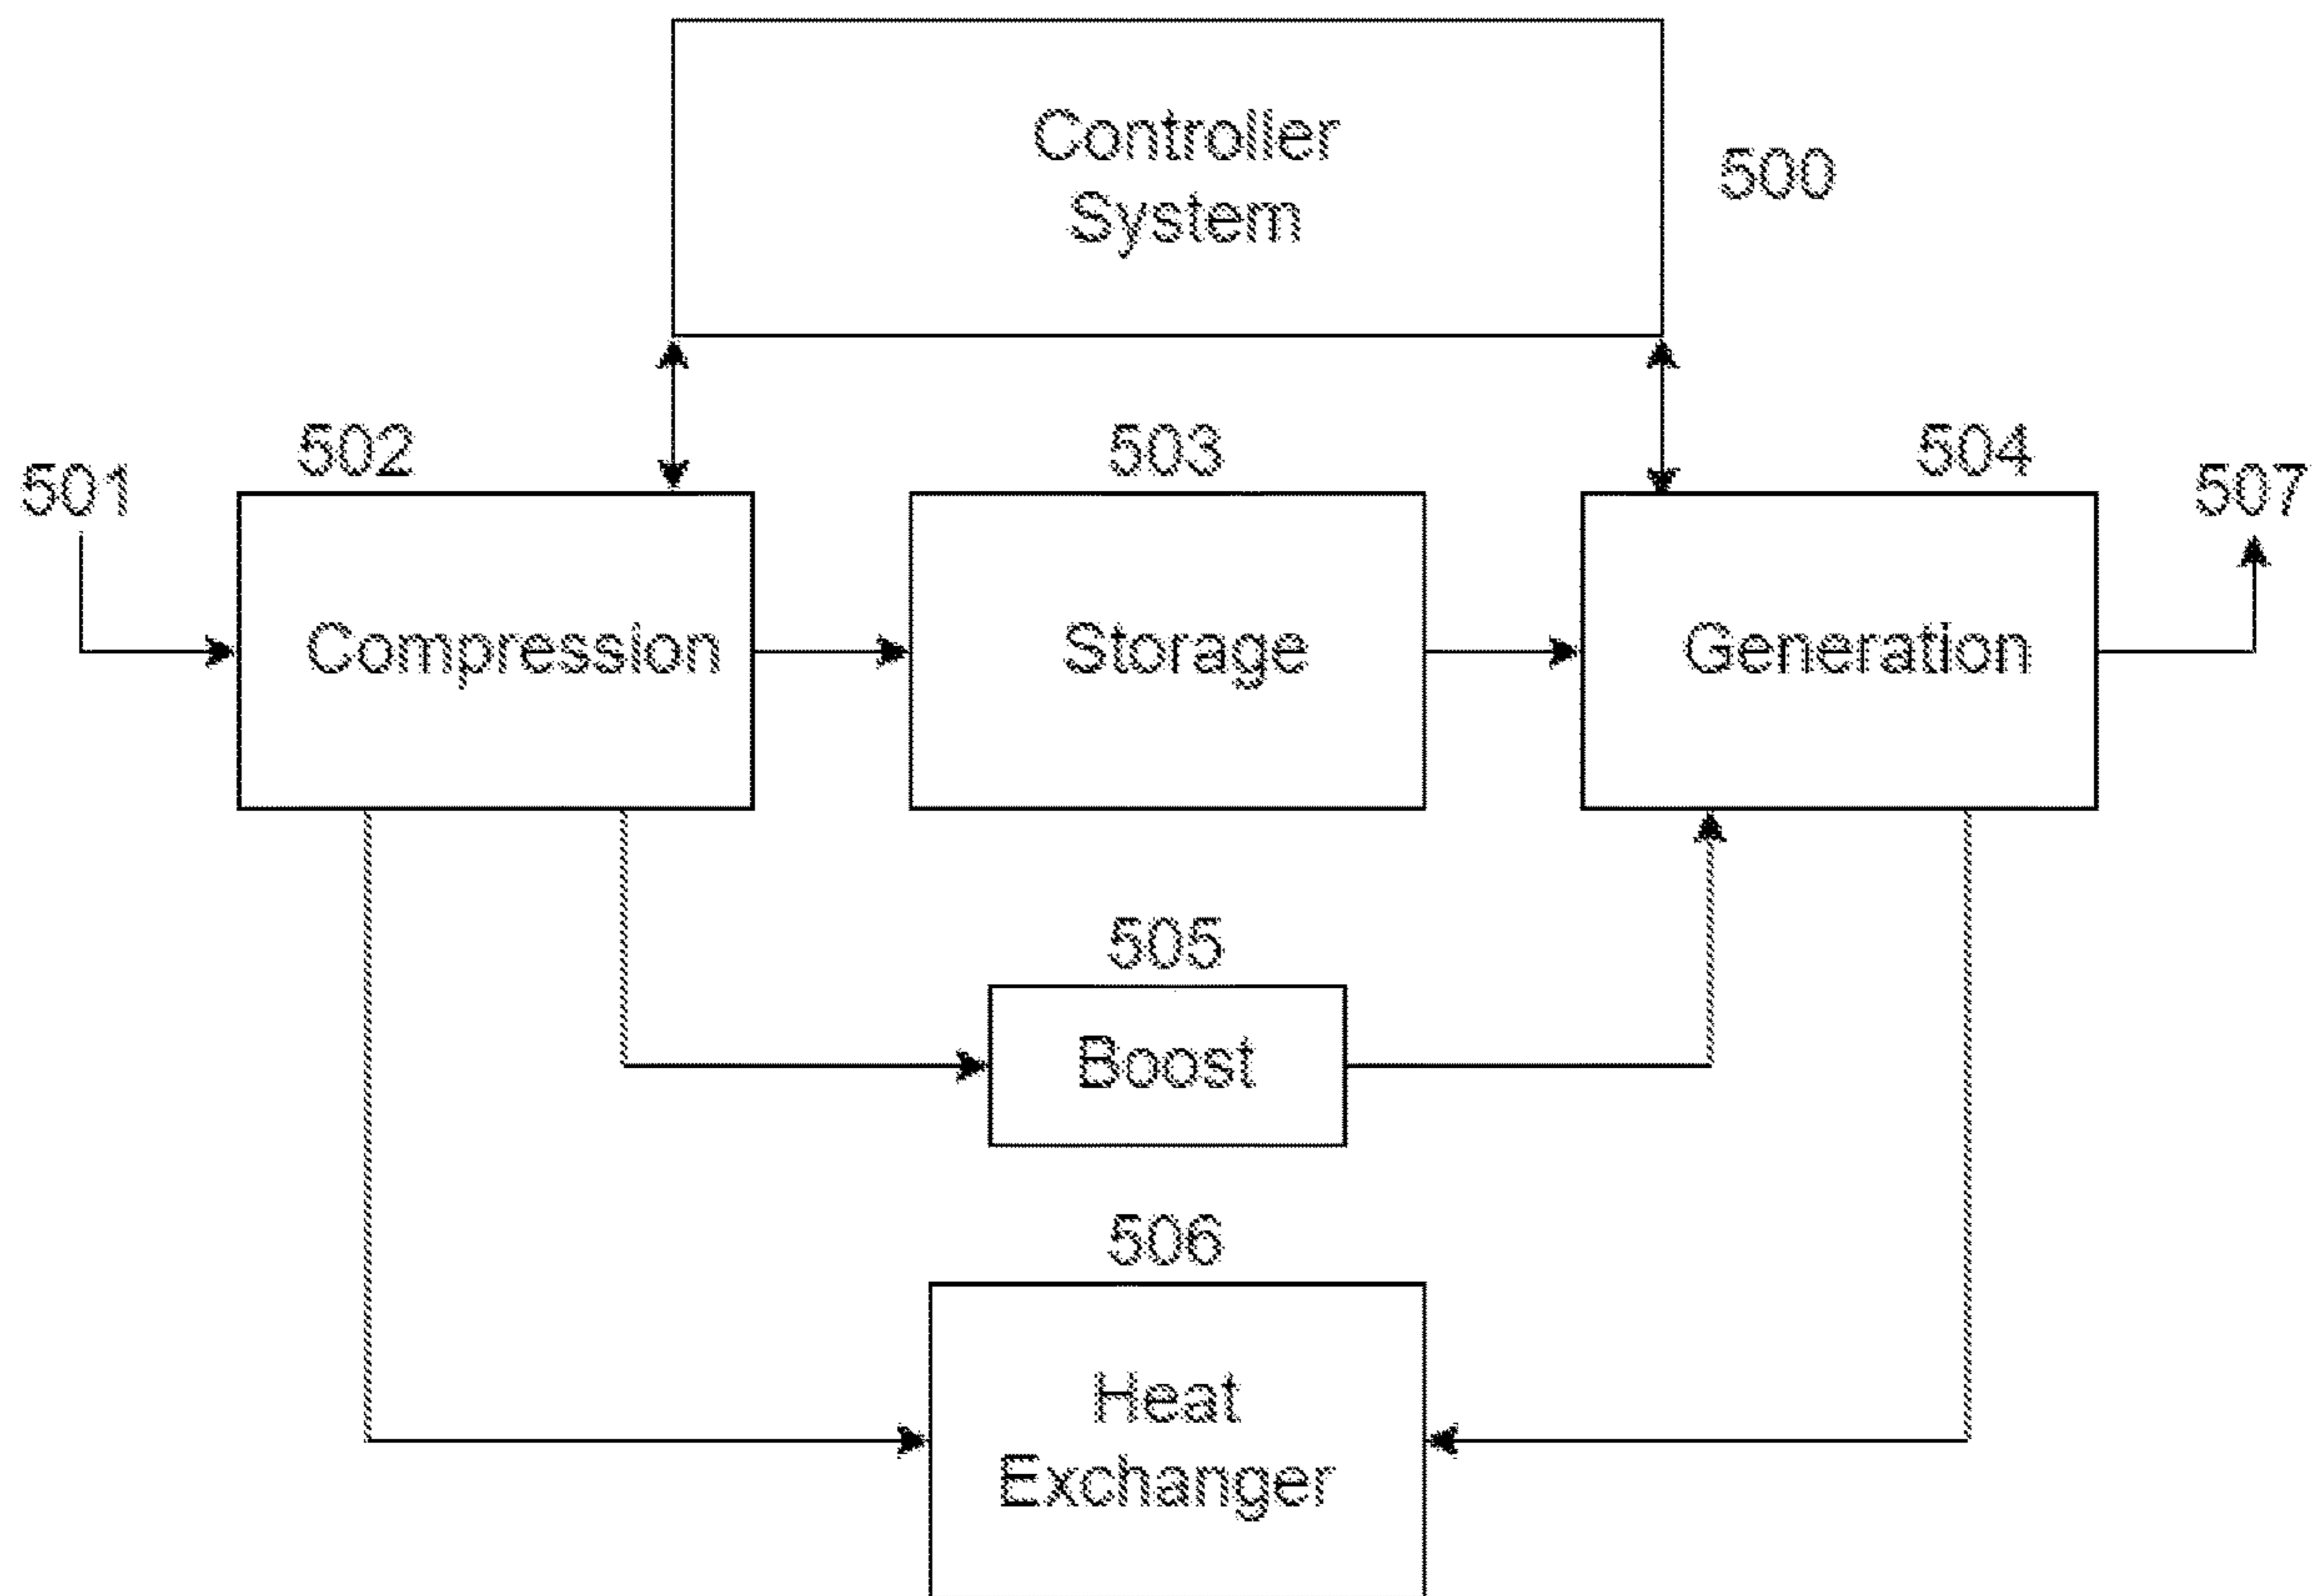 Controller
System
500
502
503
504
501
507
Compression
Storage
Generation
505
Boost
506
Heat
Exchanger